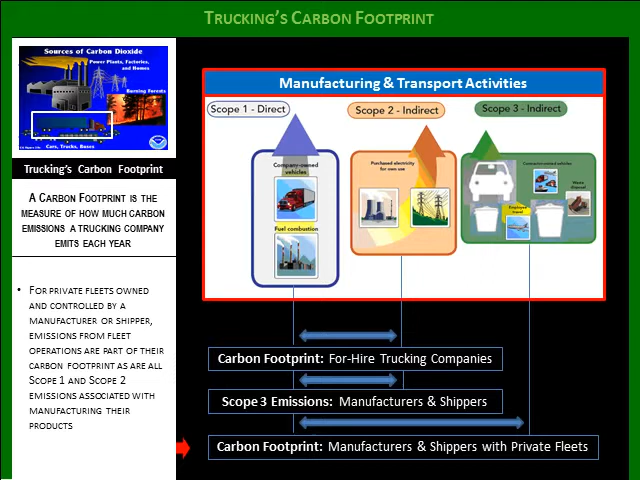 Trucking's Carbon Footprint
Sources of Carbon Dioxide
Power Plants, Factories,
and Homes
Burning Forests
Cars, Trucks, Buses
Trucking's Carbon Footprint
A Carbon Footprint is the
measure of how much carbon
emissions a trucking company
emits each year
• For private fleets owned
and controlled by a
manufacturer or shipper,
emissions from fleet
operations are part of their
carbon footprint as are all
Scope 1 and Scope 2
emissions associated with
manufacturing their
products
Manufacturing & Transport Activities
Scope 1 - Direct
Scope 2 - Indirect
Scope 3 - Indirect
Company-owned
vehicles
Fuel combustion
Purchased electricity
for own use
Contractor-owned vehicles
Waste
disposal
Employee
travel
Carbon Footprint: For-Hire Trucking Companies
Scope 3 Emissions: Manufacturers & Shippers
Carbon Footprint: Manufacturers & Shippers with Private Fleets